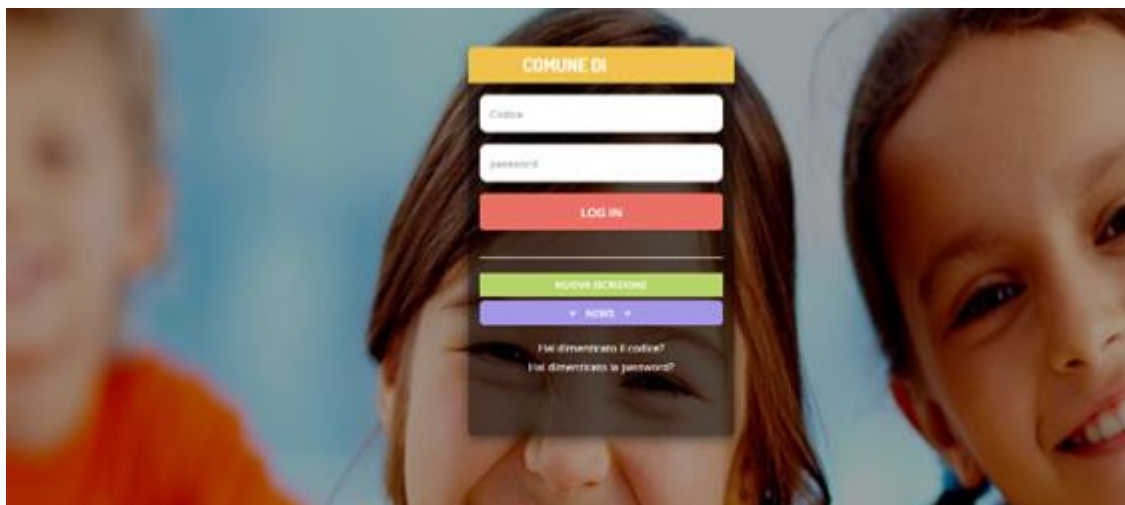 COMUNE DI
Codice
password
LOG IN
NUOVA ISCRIZIONE
NEWS
Hai dimenticato il codice?
Hai dimenticato la password?